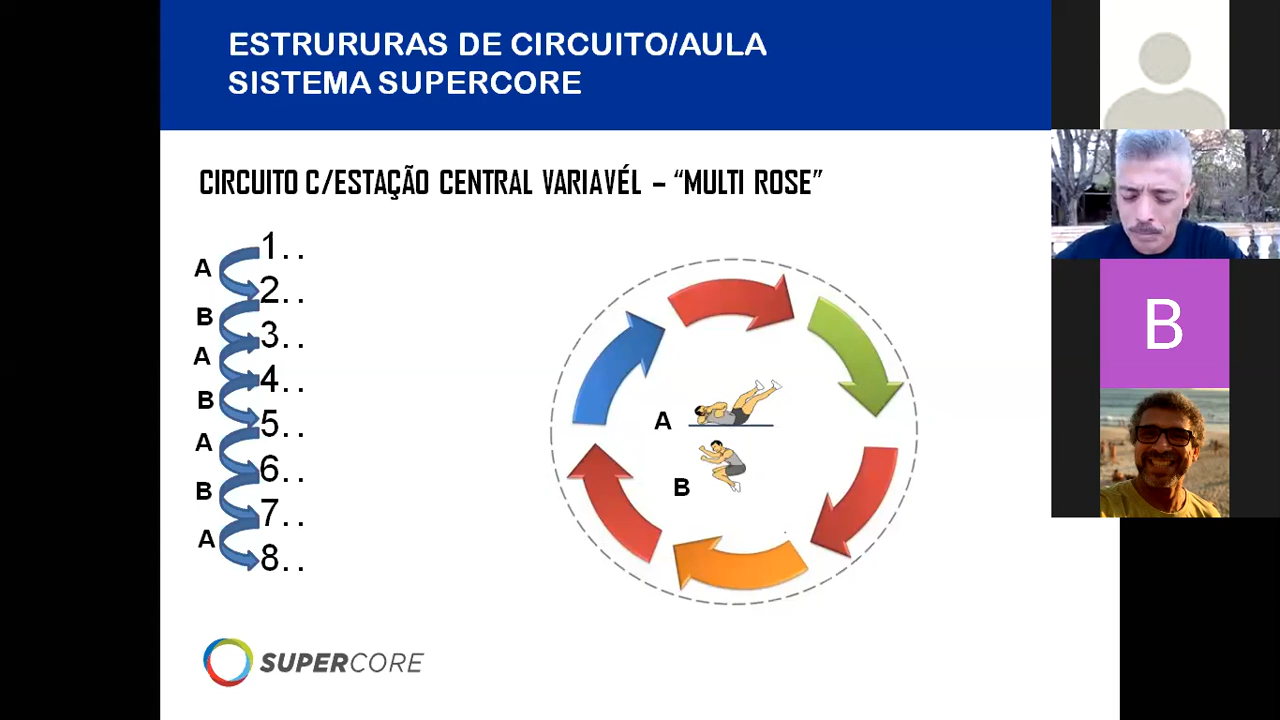 ESTRURURAS DE CIRCUITO/AULA
SISTEMA SUPERCORE
CIRCUITO C/ESTAÇÃO CENTRAL VARIAVÉL – “MULTI ROSE”
1. .
A
2. .
B
3. .
A
4. .
B
5. .
A
6. .
B
7. .
A
8. .
A
B
SUPERCORE
B